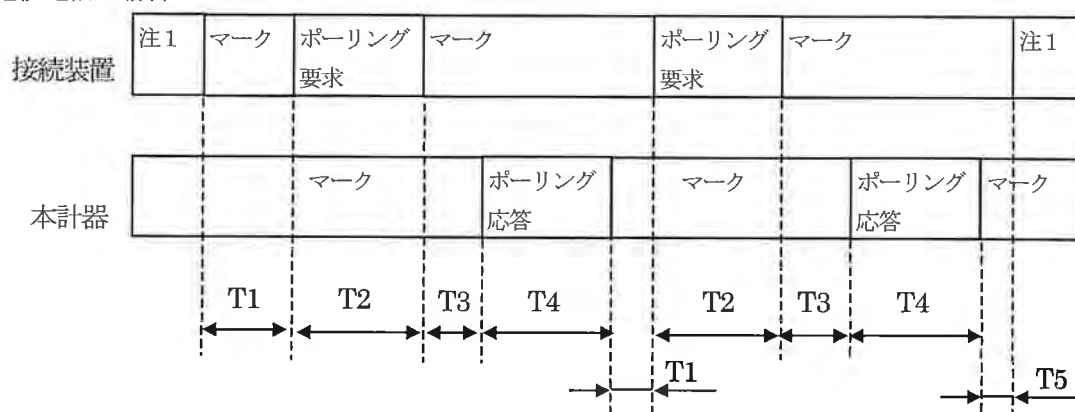 注1 マーク ポーリング マーク ポーリング マーク 注1
接続装置 要求 要求
マーク ポーリング マーク ポーリング マーク
本計器 応答 応答
T1 T2 T3 T4 T2 T3 T4
T1 T5